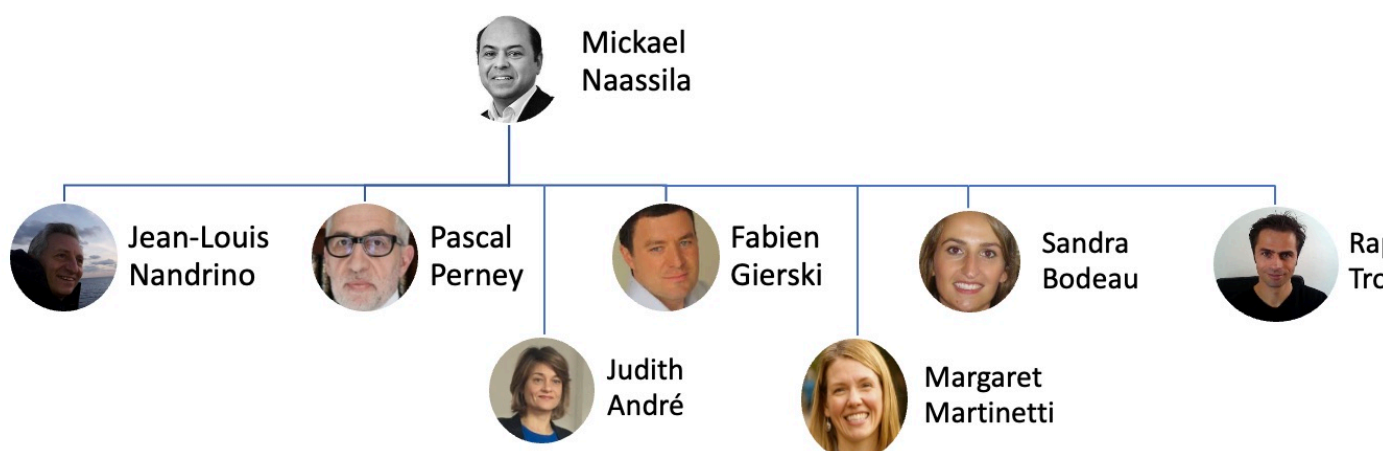 Mickael
Naassila
Jean-Louis
Nandrino
Pascal
Perney
Fabien
Gierski
Sandra
Bodeau
Judith
André
Margaret
Martinetti